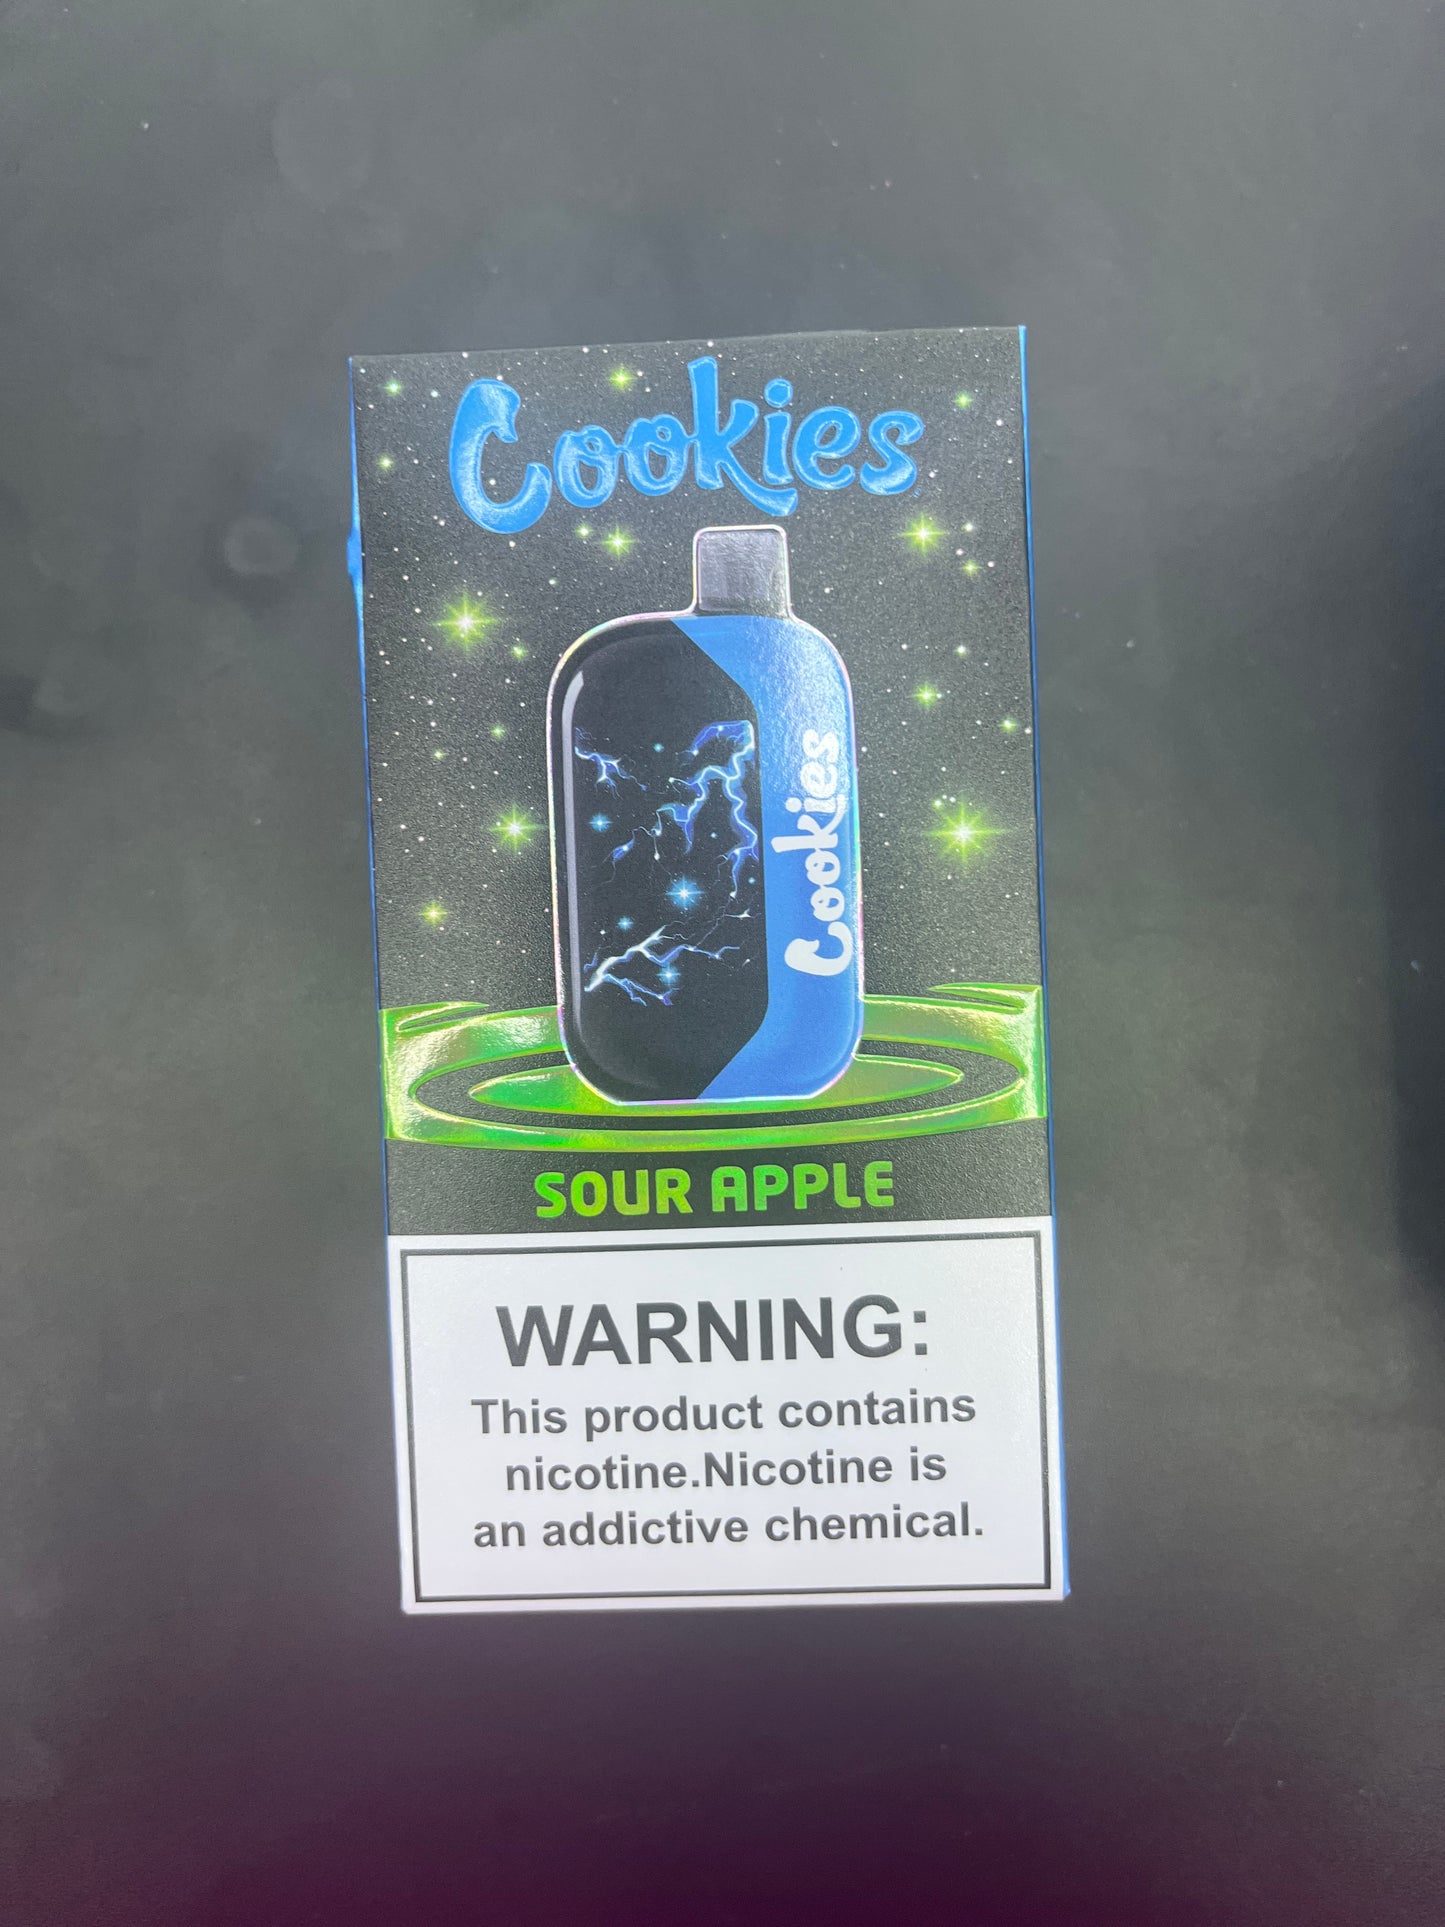 Cookies
Cookies
SOUR APPLE
WARNING:
This product contains
nicotine.Nicotine is
an addictive chemical.